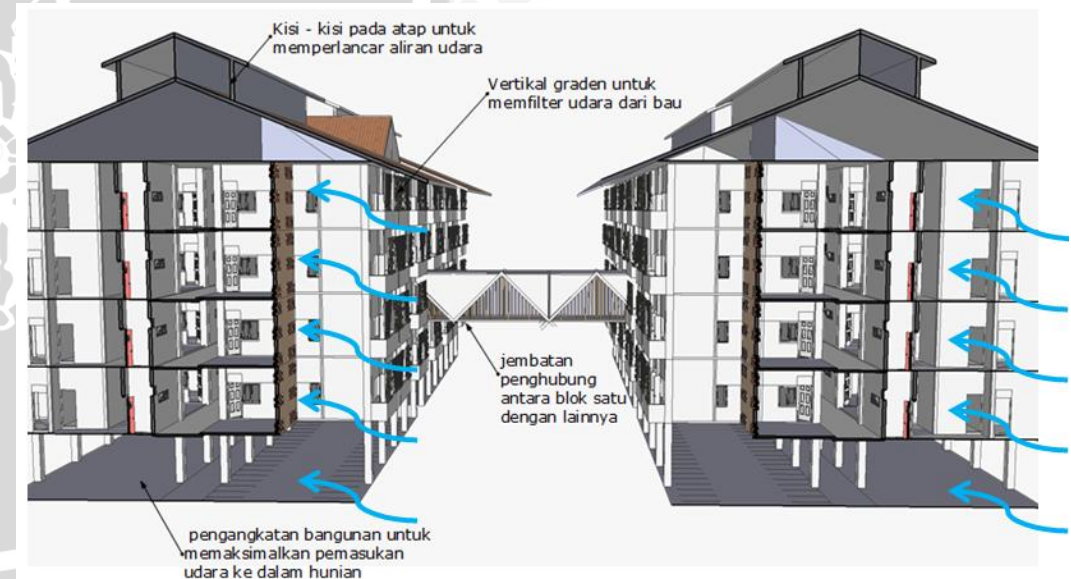 Kisi - kisi pada atap untuk
memperlancar aliran udara
Vertikal graden untuk
memfilter udara dari bau
jembatan
penghubung
antara blok satu
dengan lainnya
pengangkatan bangunan untuk
memaksimalkan pemasukan
udara ke dalam hunian